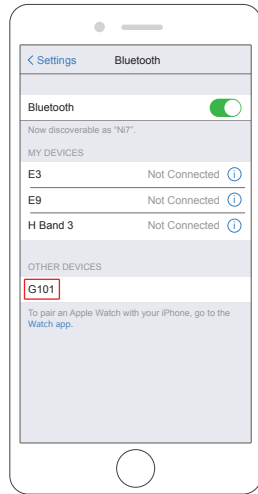 Settings Bluetooth
Bluetooth
Now discoverable as “Ni7”.
MY DEVICES
E3 Not Connected i
E9 Not Connected i
H Band 3 Not Connected i
OTHER DEVICES
G101
To pair an Apple Watch with your iPhone, go to the
Watch app.